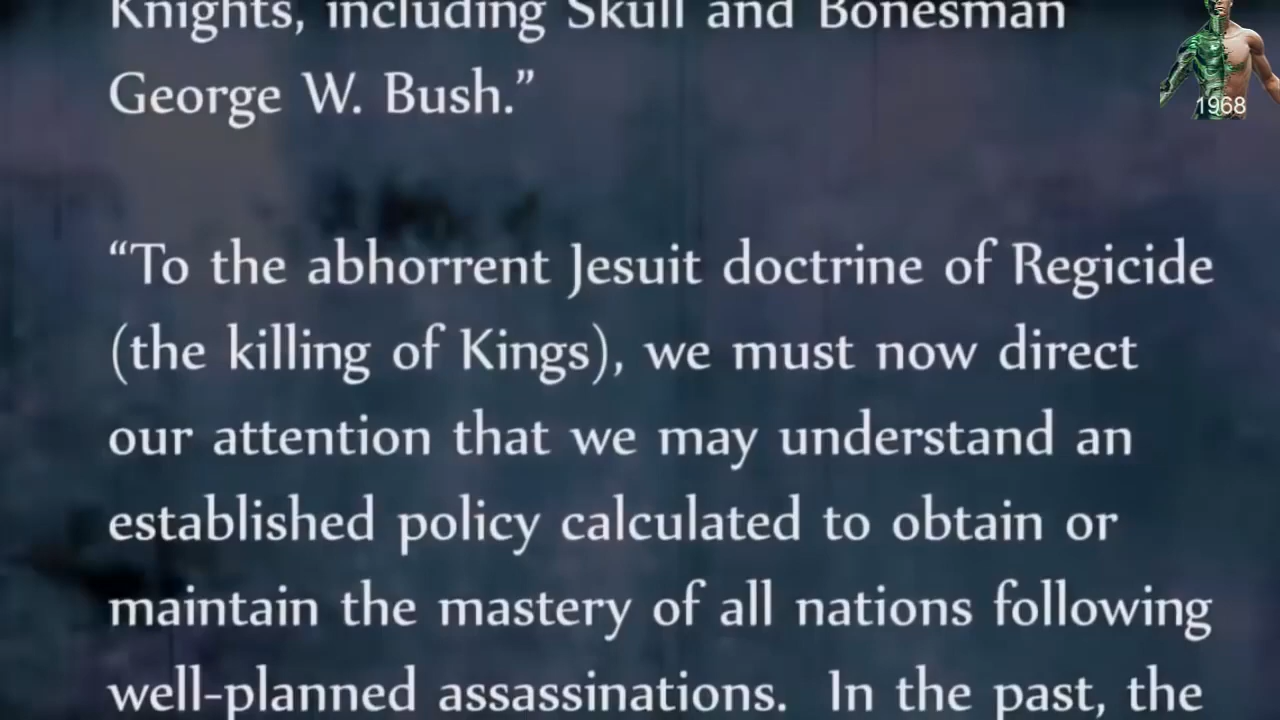 Knights, including Skull and Bonesman
George W. Bush.”
“To the abhorrent Jesuit doctrine of Regicide
(the killing of Kings), we must now direct
our attention that we may understand an
established policy calculated to obtain or
maintain the mastery of all nations following
well-planned assassinations.  In the past, the
1968